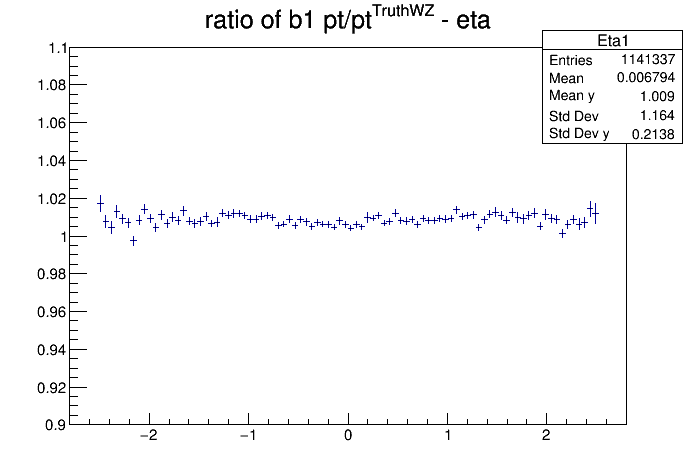 ratio of b1 pt/pt^TruthWZ - eta
Eta1
Entries 1141337
Mean 0.006794
Mean y 1.009
Std Dev 1.164
Std Dev y 0.2138
1.1
1.08
1.06
1.04
1.02
1
0.98
0.96
0.94
0.92
0.9
−2 −1 0 1 2